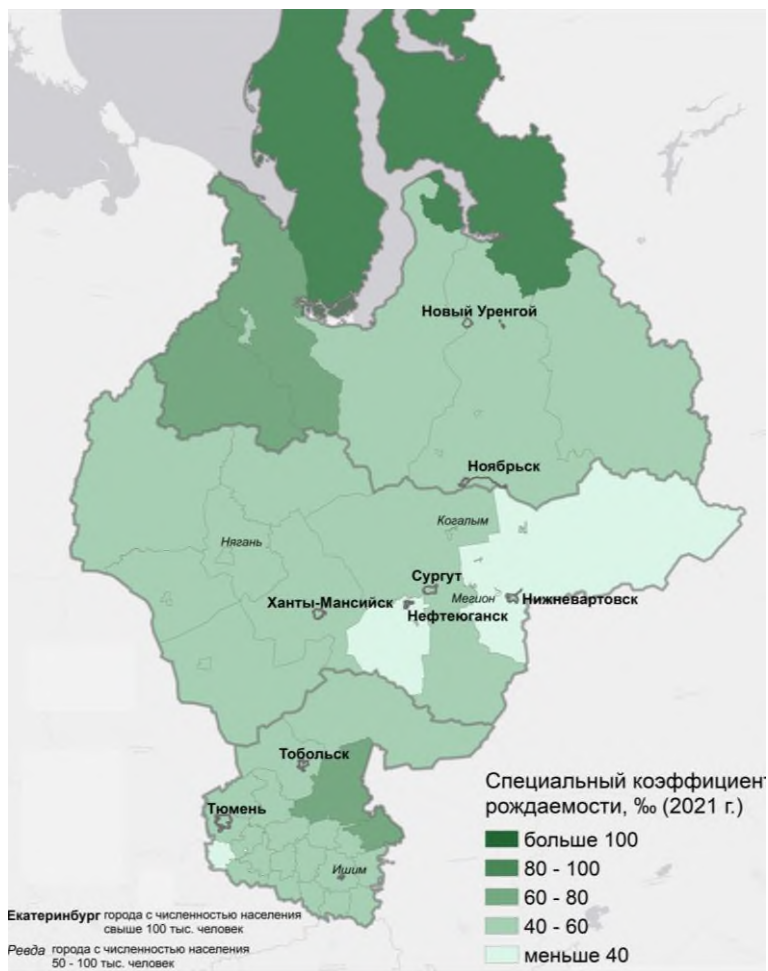 Новый Уренгой
Ноябрьск
Когалым
Нягань
Сургут
Ханты-Мансийск
Мегион
Нижневартовск
Нефтеюганск
Тобольск
Тюмень
Ишим
Специальный коэффициент
рождаемости, ‰ (2021 г.)
больше 100
80 - 100
60 - 80
40 - 60
меньше 40
Екатеринбург города с численностью населения
свыше 100 тыс. человек
Ревда города с численностью населения
50 - 100 тыс. человек